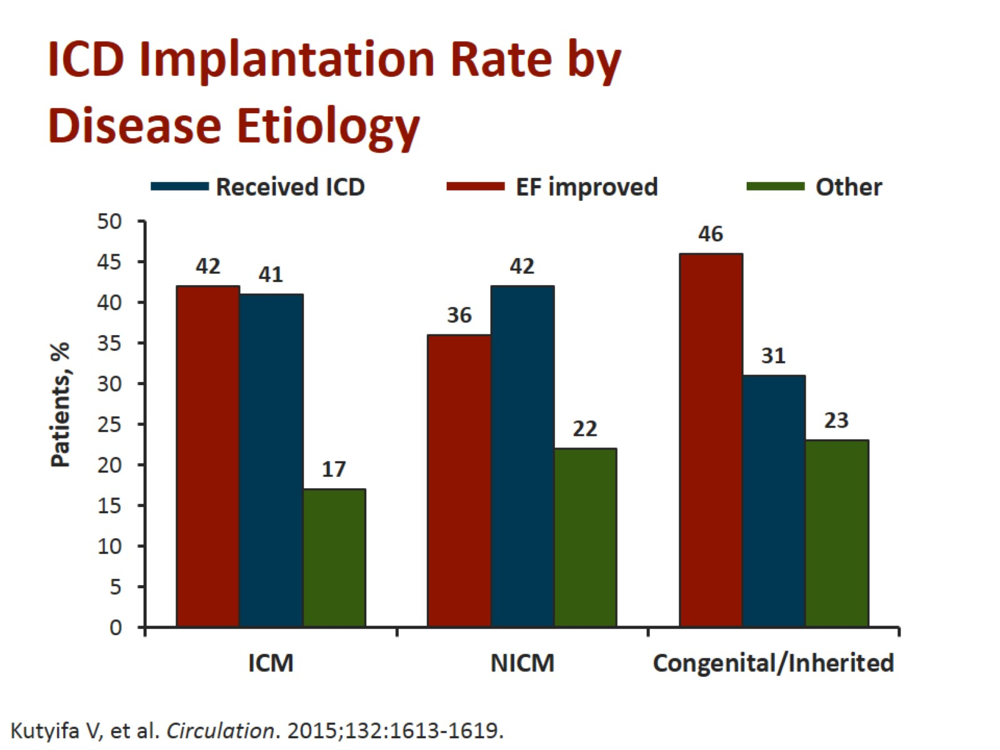 ICD Implantation Rate by
Disease Etiology
Received ICD EF improved Other
Patients, %
50
45
40
35
30
25
20
15
10
5
0
42 41 17
36 42 22
46 31 23
ICM NICM Congenital/Inherited
Kutyifa V, et al. Circulation. 2015;132:1613-1619.